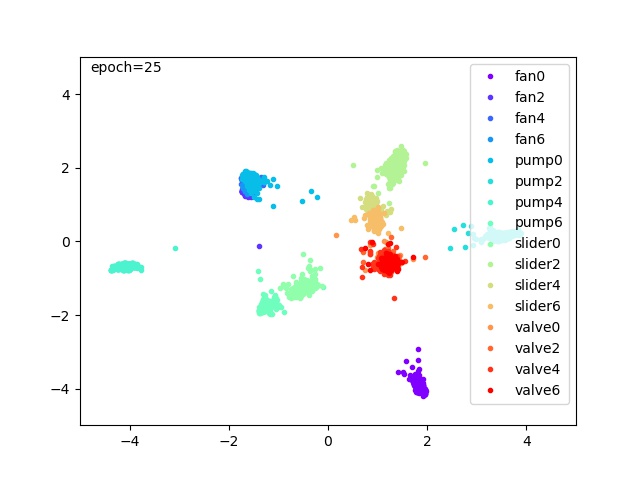 epoch=25
fan0
fan2
fan4
fan6
pump0
pump2
pump4
pump6
slider0
slider2
slider4
slider6
valve0
valve2
valve4
valve6
4
2
0
−2
−4
−4 −2 0 2 4